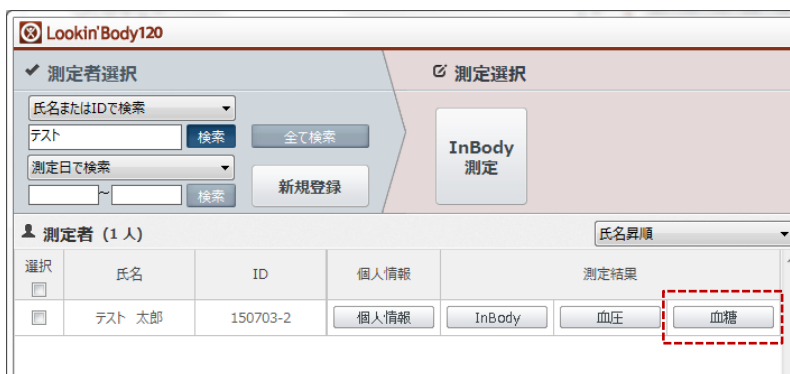 Lookin'Body120
測定者選択
測定選択
氏名またはIDで検索
テスト 検索 全て検索
測定日で検索
~ 検索 新規登録
InBody
測定
測定者 (1 人)
氏名昇順
選択 氏名 ID 個人情報 測定結果
テスト 太郎 150703-2 個人情報 InBody 血圧 血糖